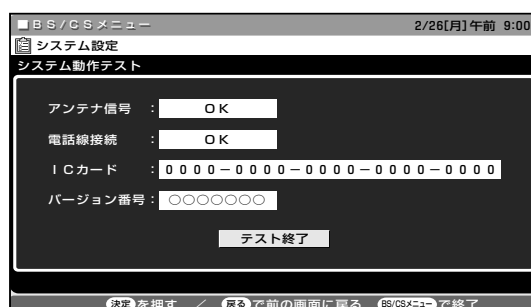 ■BS/CSメニュー 2/26[月]午前 9:00
システム設定
システム動作テスト
アンテナ信号 : OK
電話線接続 : OK
ICカード : 0000－0000－0000－0000－0000
バージョン番号 : ○○○○○○○
テスト終了
決定を押す ／ 戻るで前の画面に戻る BS/CSメニューで終了